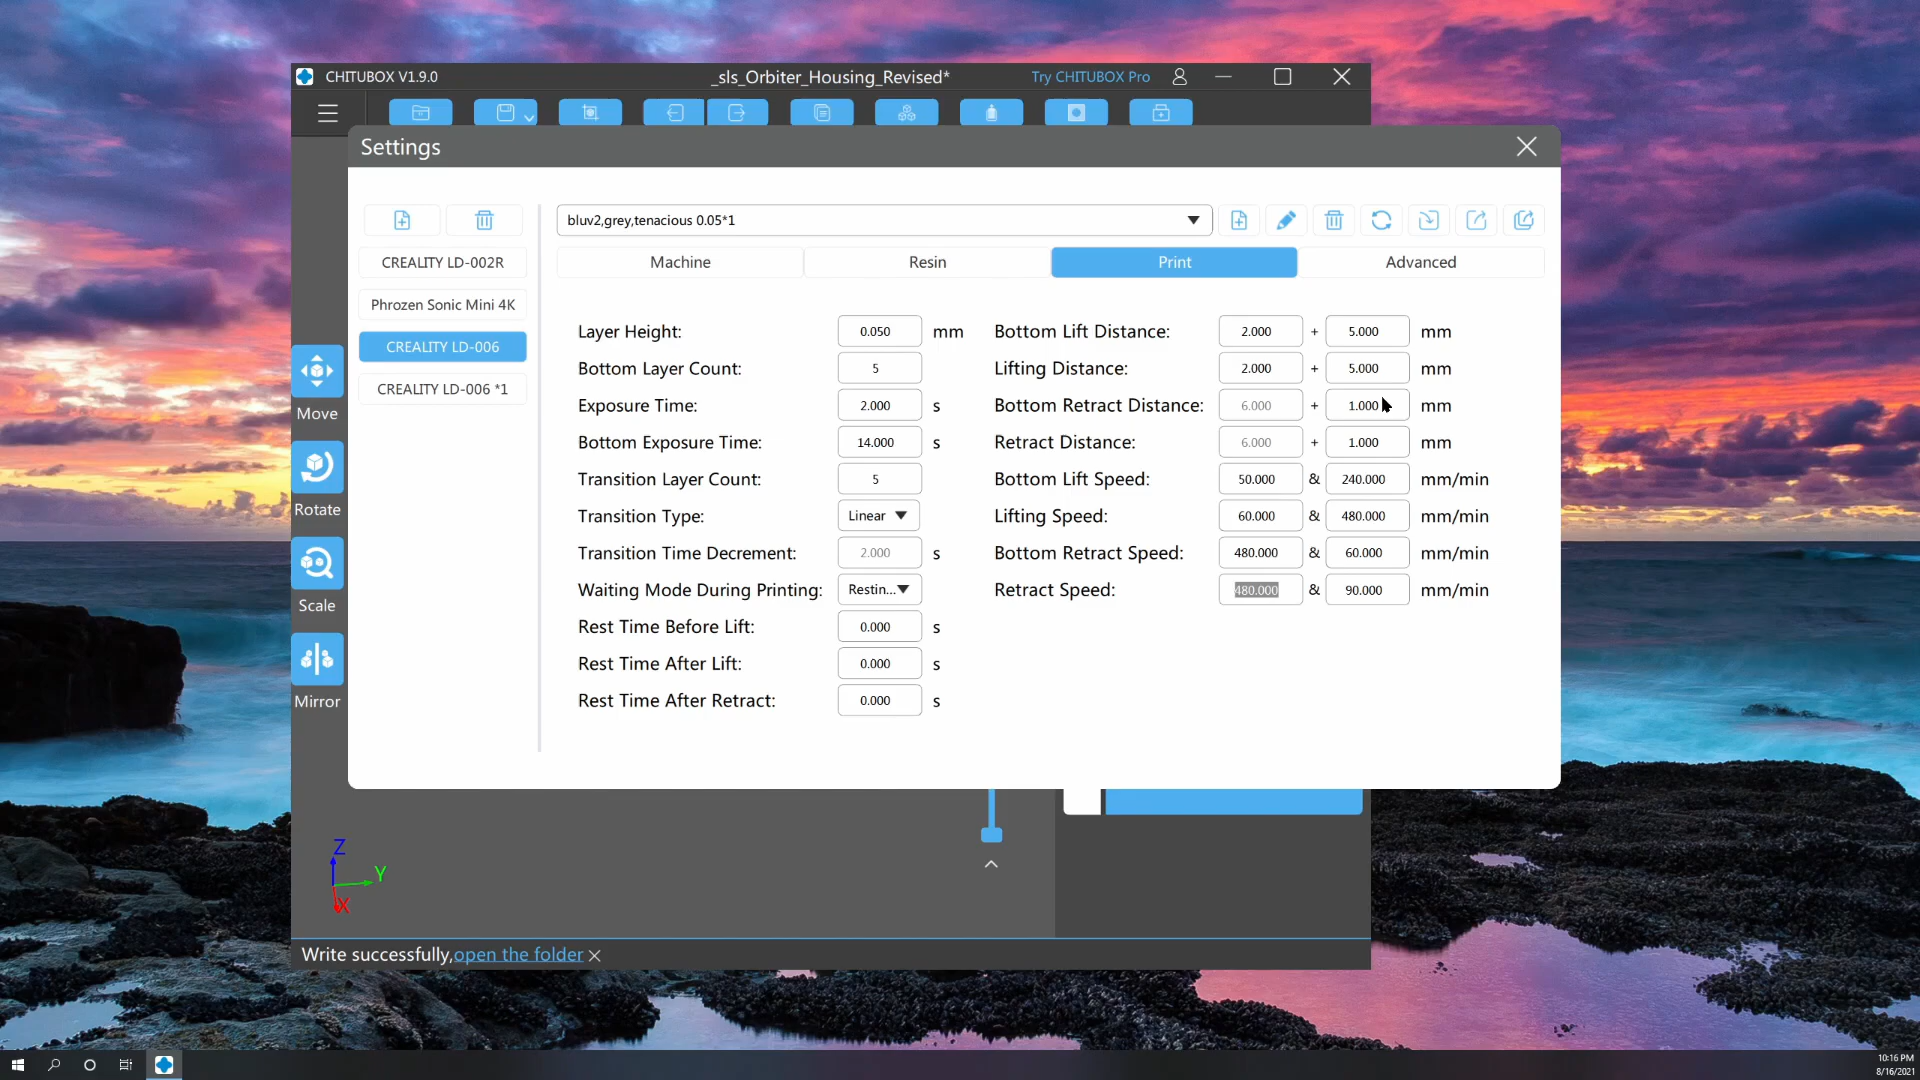 CHITUBOX V1.9.0
_sls_Orbiter_Housing_Revised*
Try CHITUBOX Pro
Settings
bluv2,grey,tenacious 0.05*1
CREALITY LD-002R
Phrozen Sonic Mini 4K
CREALITY LD-006
CREALITY LD-006 *1
Machine
Resin
Print
Advanced
Layer Height: 0.050 mm
Bottom Layer Count: 5
Exposure Time: 2.000 s
Bottom Exposure Time: 14.000 s
Transition Layer Count: 5
Transition Type: Linear
Transition Time Decrement: 2.000 s
Waiting Mode During Printing: Restin...
Rest Time Before Lift: 0.000 s
Rest Time After Lift: 0.000 s
Rest Time After Retract: 0.000 s
Bottom Lift Distance: 2.000 + 5.000 mm
Lifting Distance: 2.000 + 5.000 mm
Bottom Retract Distance: 6.000 + 1.000 mm
Retract Distance: 6.000 + 1.000 mm
Bottom Lift Speed: 50.000 & 240.000 mm/min
Lifting Speed: 60.000 & 480.000 mm/min
Bottom Retract Speed: 480.000 & 60.000 mm/min
Retract Speed: 480.000 & 90.000 mm/min
Move
Rotate
Scale
Mirror
Z
Y
X
Write successfully,open the folder
10:16 PM
8/16/2021